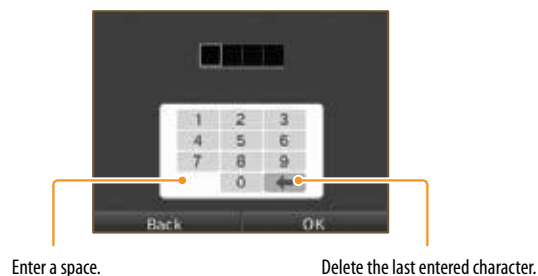 1 2 3
4 5 6
7 8 9
0
Back OK
Enter a space. Delete the last entered character.